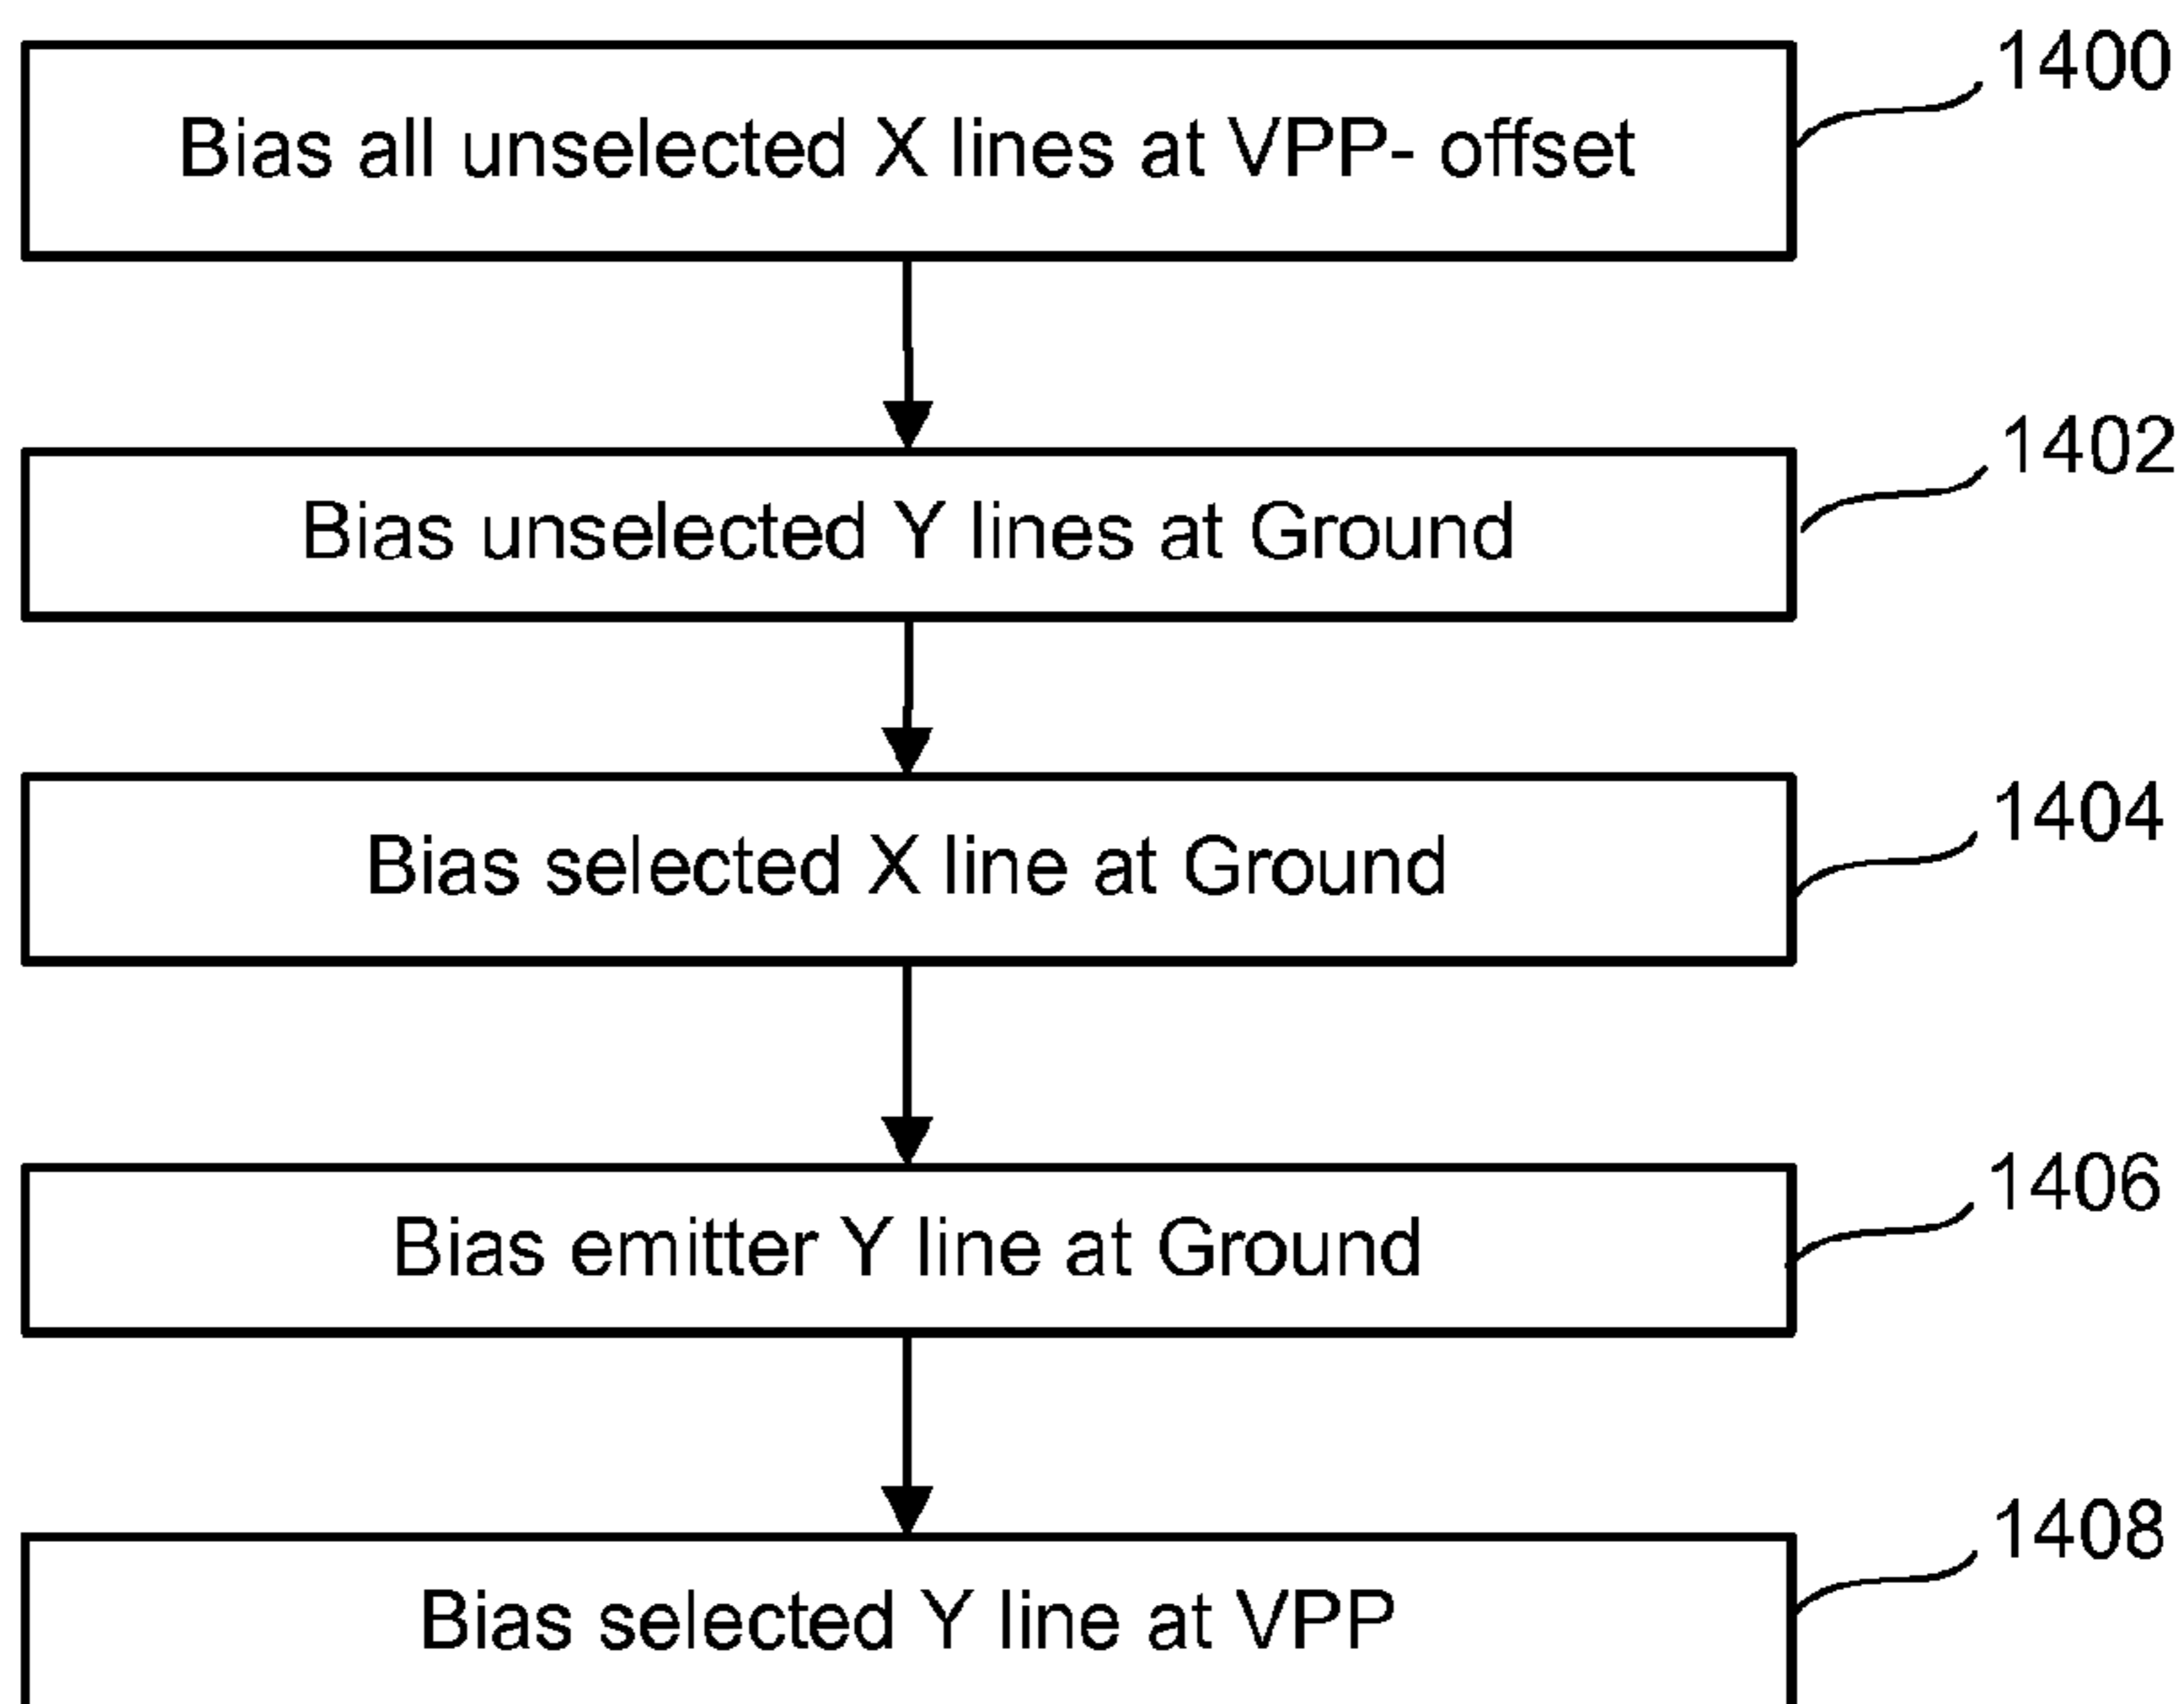 1400
Bias all unselected X lines at VPP- offset
1402
Bias unselected Y lines at Ground
1404
Bias selected X line at Ground
1406
Bias emitter Y line at Ground
1408
Bias selected Y line at VPP